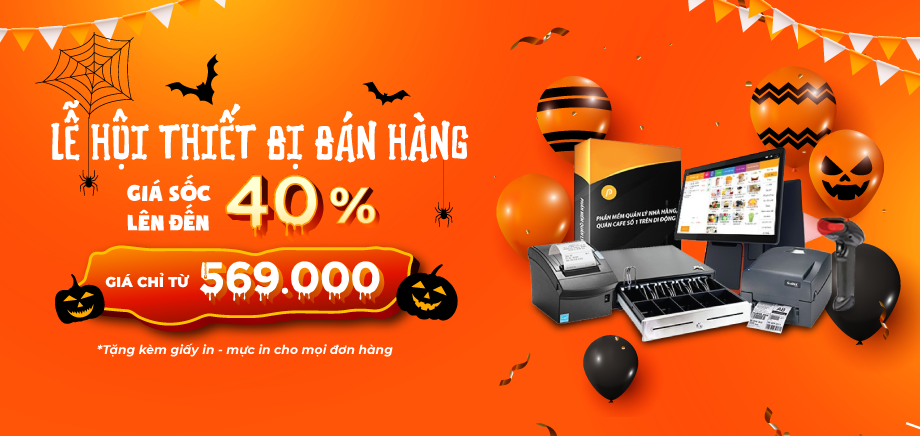 LỄ HỘI THIẾT BỊ BÁN HÀNG
GIÁ SỐC
LÊN ĐẾN
40%
GIÁ CHỈ TỪ 569.000
*Tặng kèm giấy in - mực in cho mọi đơn hàng
PHẦN MỀM QUẢN LÝ NHÀ HÀNG,
QUÁN CAFE SỐ 1 TRÊN DI ĐỘNG